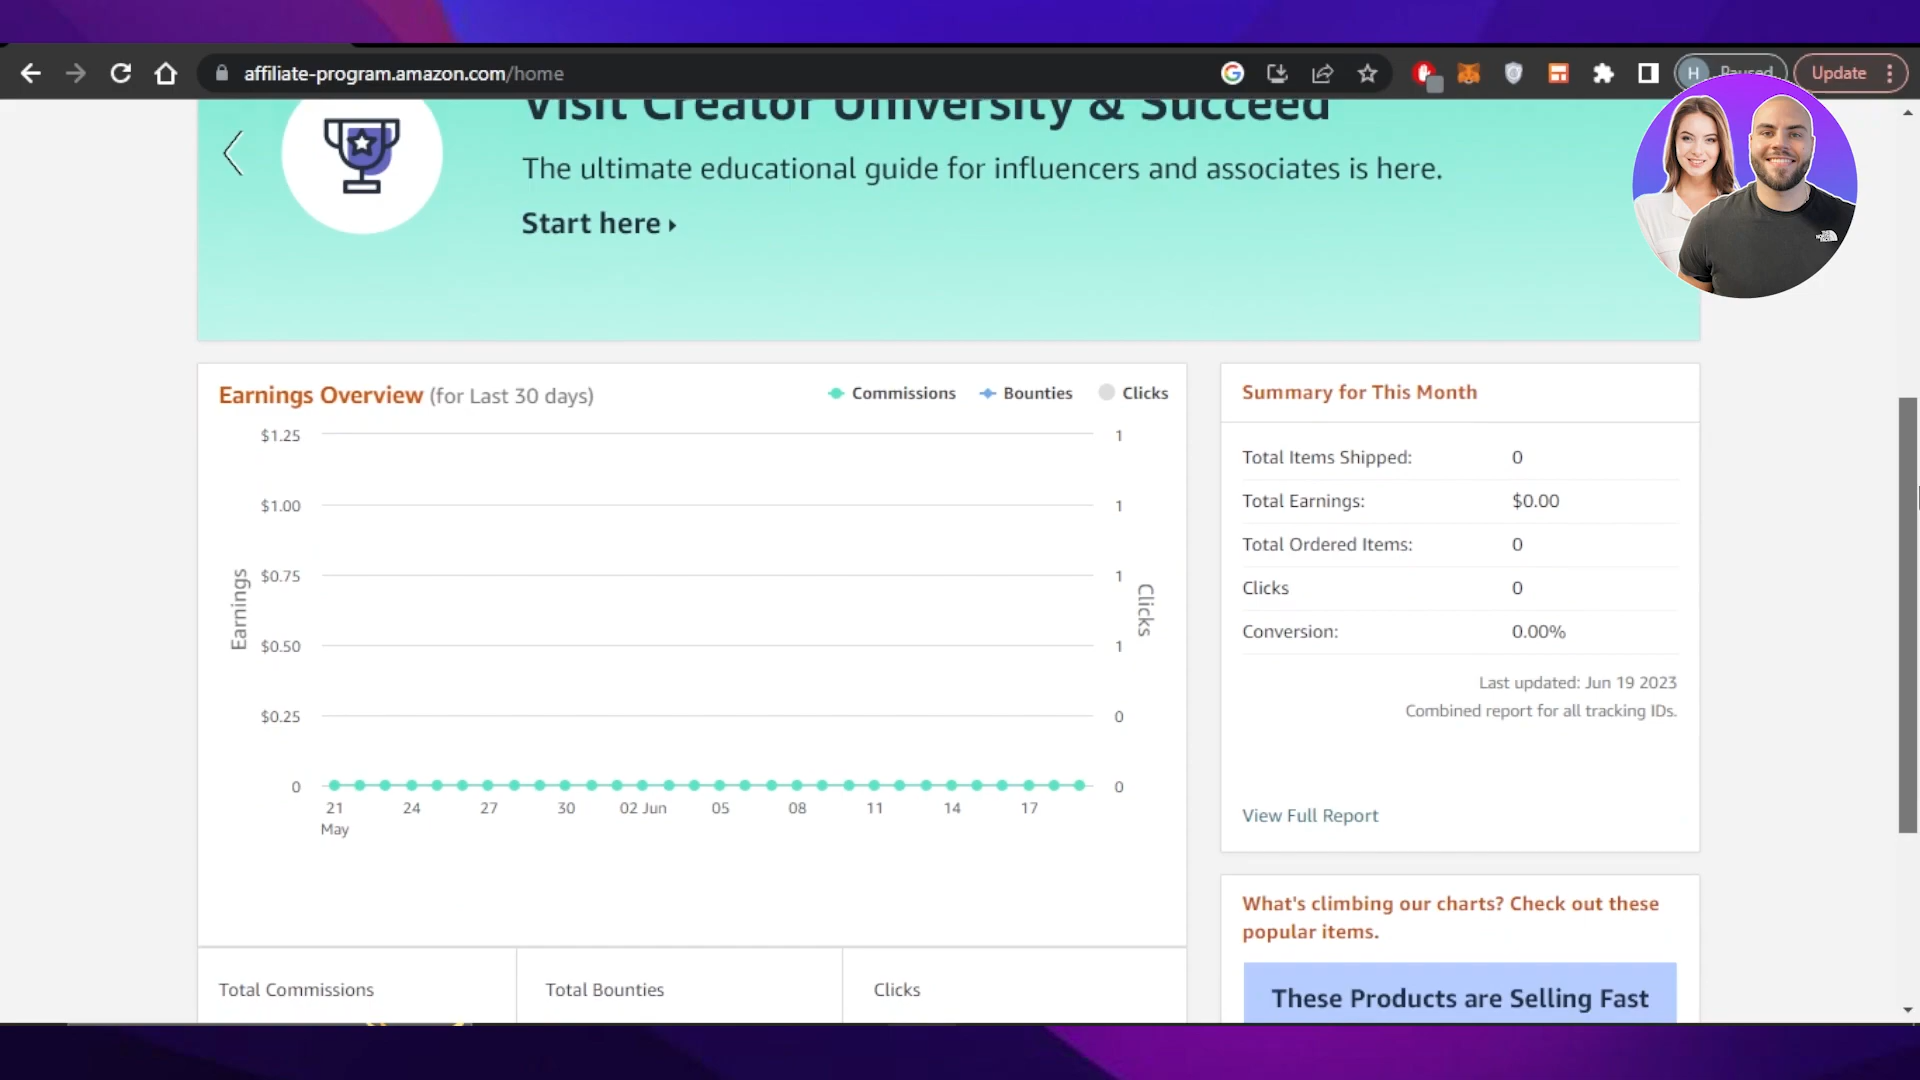 affiliate-program.amazon.com/home
H Paused
Update
Visit Creator University & Succeed
The ultimate educational guide for influencers and associates is here.
Start here
Earnings Overview (for Last 30 days)
Commissions
Bounties
Clicks
$1.25
1
$1.00
1
$0.75
1
$0.50
1
$0.25
0
0
0
Earnings
Clicks
21 24 27 30 02 Jun 05 08 11 14 17
May
Total Commissions
Total Bounties
Clicks
Summary for This Month
Total Items Shipped: 0
Total Earnings: $0.00
Total Ordered Items: 0
Clicks 0
Conversion: 0.00%
Last updated: Jun 19 2023
Combined report for all tracking IDs.
View Full Report
What's climbing our charts? Check out these
popular items.
These Products are Selling Fast